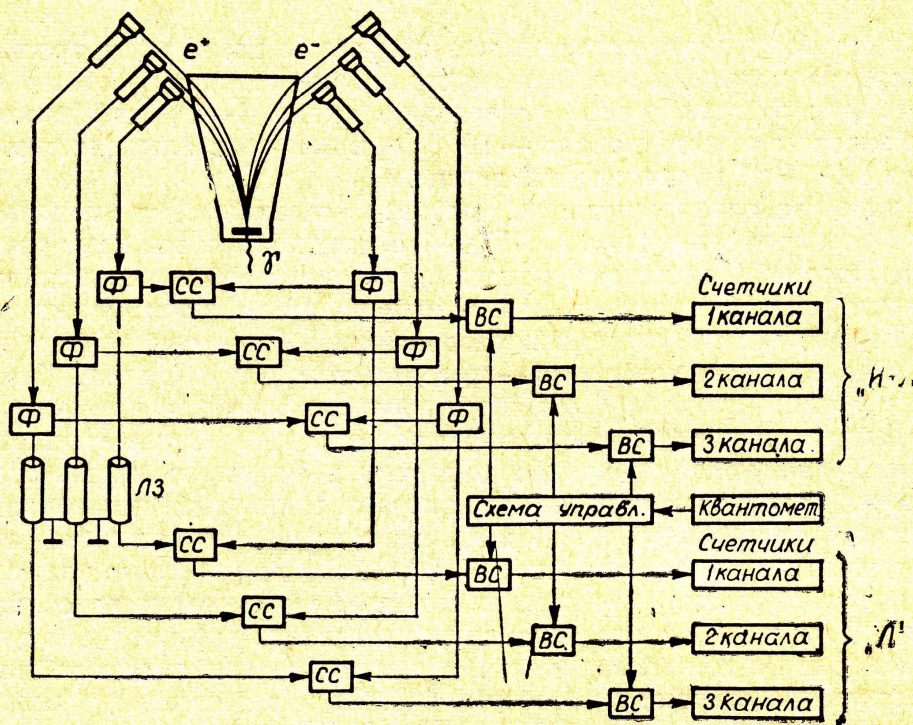 e⁺ e⁻
γ
Ф СС Ф
ВС
Счетчики
1 канала
Ф СС Ф
ВС
2 канала
Ф СС Ф
ВС
3 канала
ЛЗ
Схема управл.
Квантомет
СС
ВС
Счетчики
1 канала
СС
ВС.
2 канала
„Л"
СС
ВС
3 канала